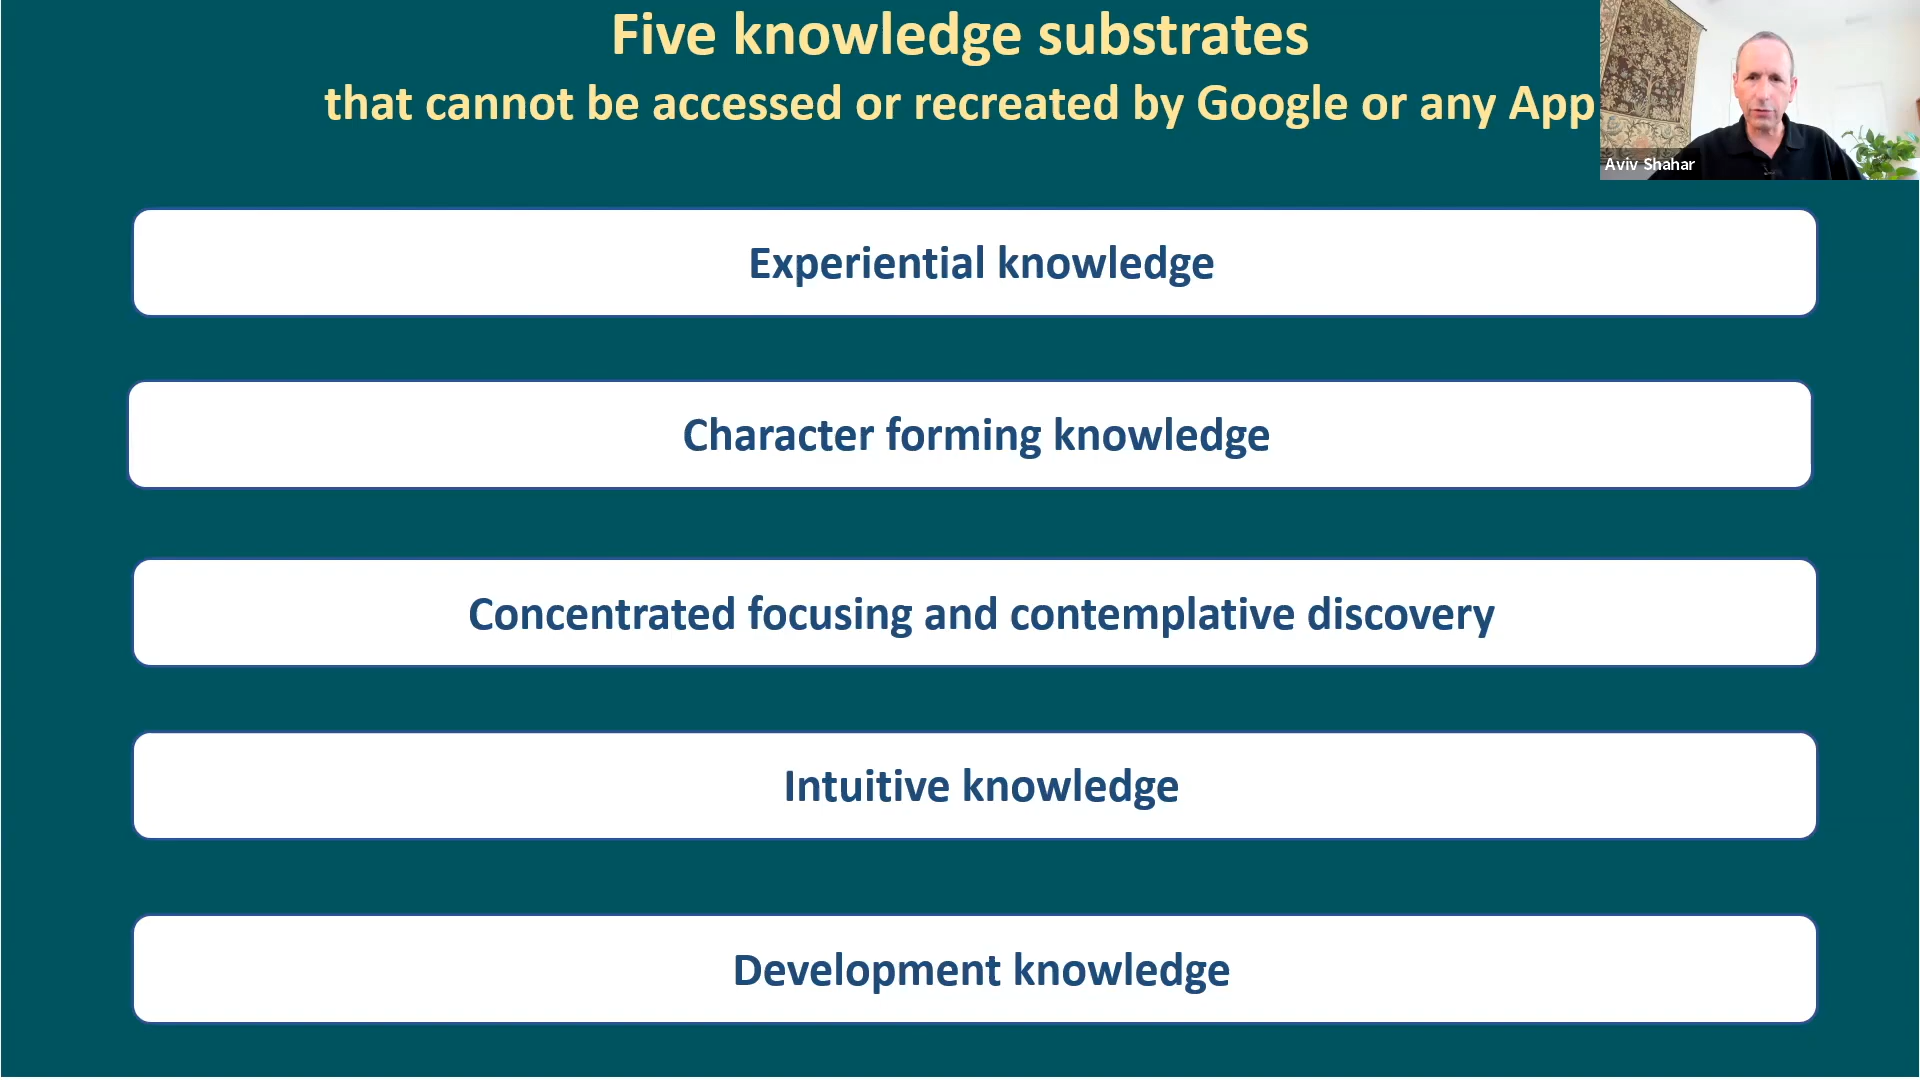 Five knowledge substrates
that cannot be accessed or recreated by Google or any App
Aviv Shahar
Experiential knowledge
Character forming knowledge
Concentrated focusing and contemplative discovery
Intuitive knowledge
Development knowledge